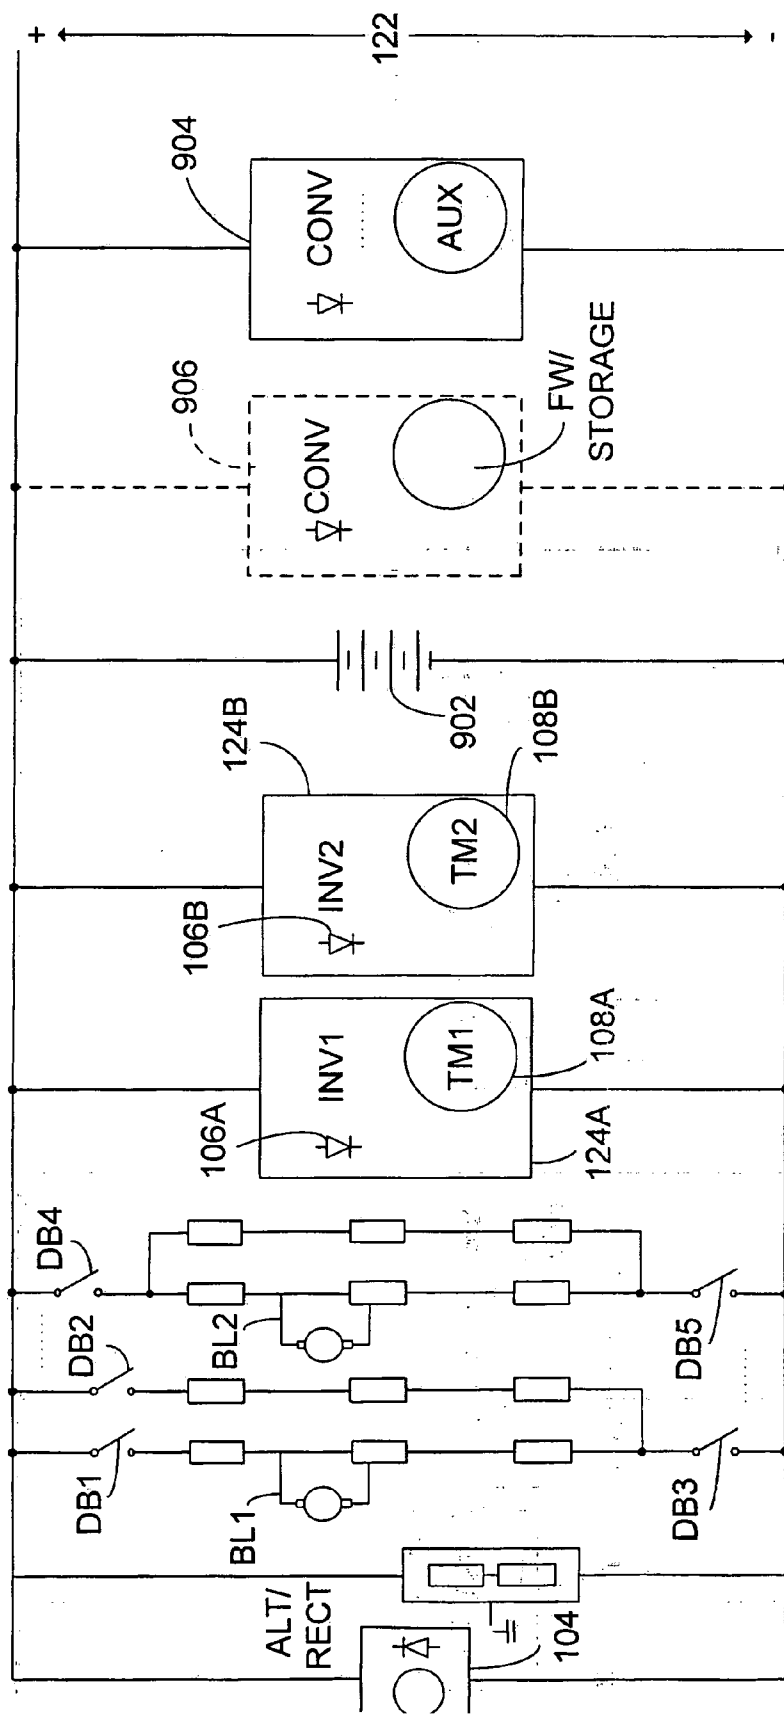 ALT/
RECT
104
DB1
BL1
DB3
DB2
DB4
BL2
DB5
106A
INV1
TM1
124A
108A
106B
124B
INV2
TM2
108B
902
906
CONV
FW/
STORAGE
904
CONV
AUX
+
122
-